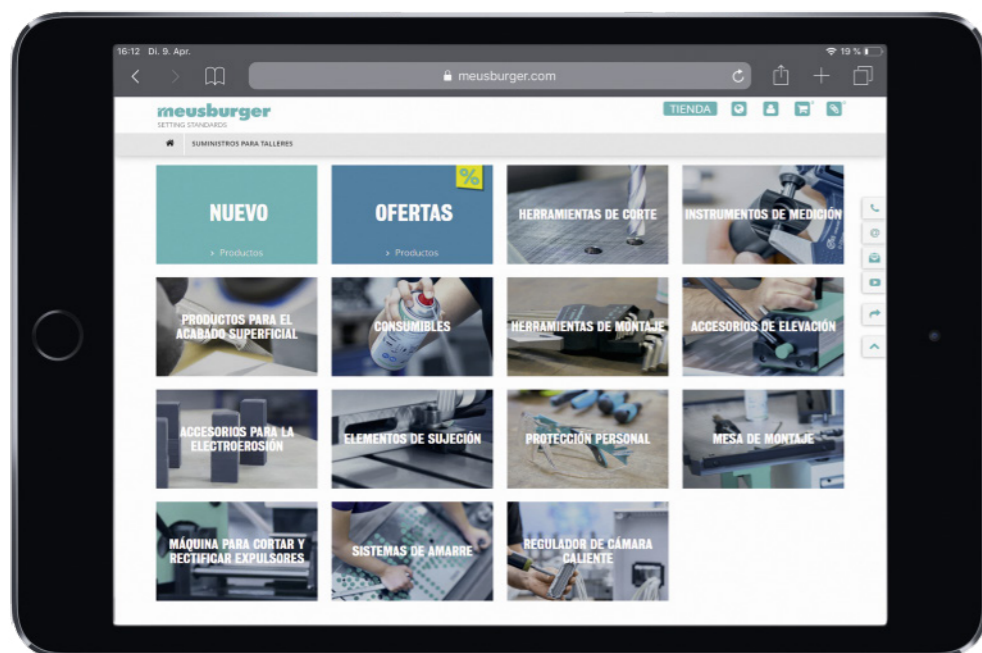 16:12 Di. 9. Apr.
19 %
meusburger.com
meusburger
SETTING STANDARDS
TIENDA
SUMINISTROS PARA TALLERES
NUEVO
› Productos
%
OFERTAS
› Productos
HERRAMIENTAS DE CORTE
INSTRUMENTOS DE MEDICIÓN
PRODUCTOS PARA EL
ACABADO SUPERFICIAL
CONSUMIBLES
HERRAMIENTAS DE MONTAJE
ACCESORIOS DE ELEVACIÓN
ACCESORIOS PARA LA
ELECTROEROSIÓN
ELEMENTOS DE SUJECIÓN
PROTECCIÓN PERSONAL
MESA DE MONTAJE
MÁQUINA PARA CORTAR Y
RECTIFICAR EXPULSORES
SISTEMAS DE AMARRE
REGULADOR DE CÁMARA
CALIENTE